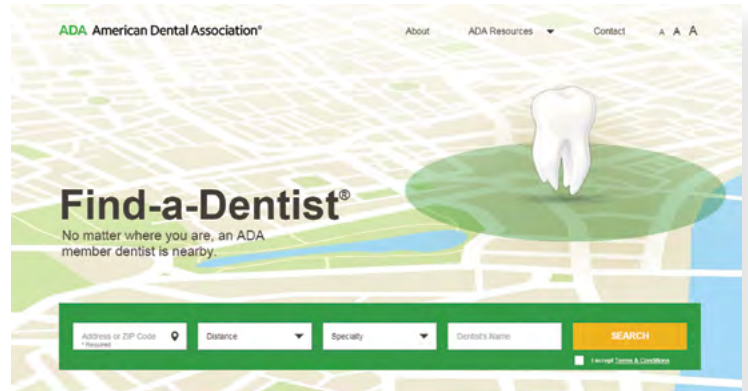 ADA American Dental Association®
About ADA Resources Contact A A A
Find-a-Dentist®
No matter where you are, an ADA
member dentist is nearby.
Address or ZIP Code Distance Specialty Dentist's Name SEARCH
* Required
I accept Terms & Conditions